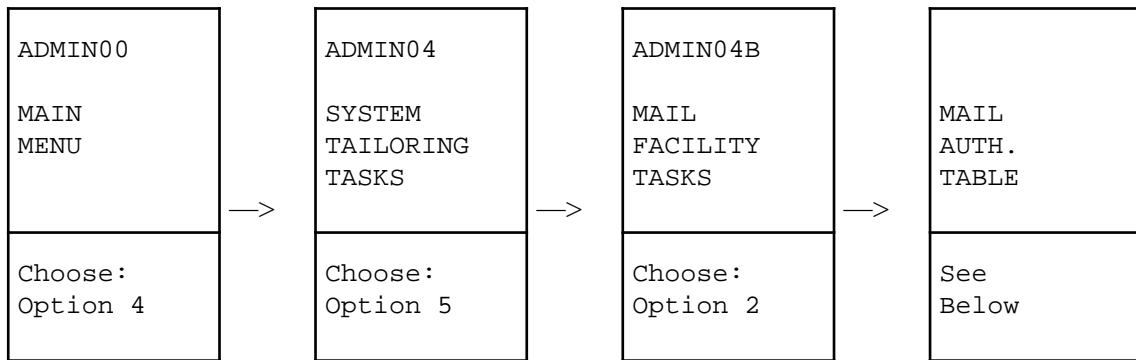 ADMIN00
MAIN
MENU
Choose:
Option 4
—>
ADMIN04
SYSTEM
TAILORING
TASKS
Choose:
Option 5
—>
ADMIN04B
MAIL
FACILITY
TASKS
Choose:
Option 2
—>
MAIL
AUTH.
TABLE
See
Below